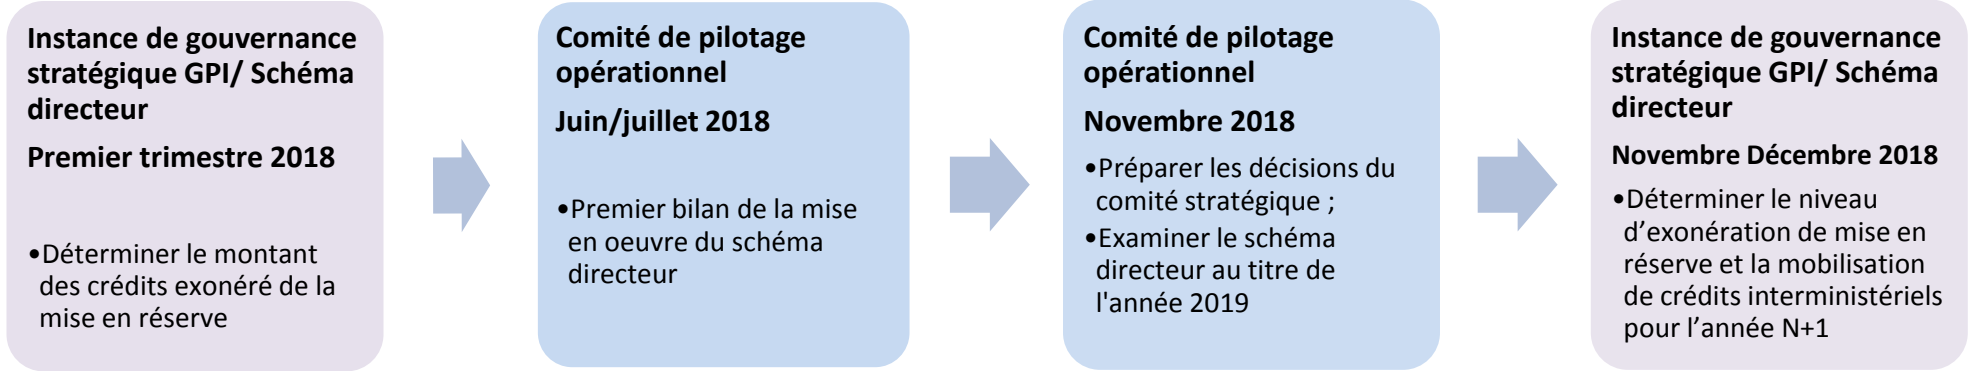 Instance de gouvernance
stratégique GPI/ Schéma
directeur
Premier trimestre 2018
•Déterminer le montant
des crédits exonéré de la
mise en réserve
Comité de pilotage
opérationnel
Juin/juillet 2018
•Premier bilan de la mise
en oeuvre du schéma
directeur
Comité de pilotage
opérationnel
Novembre 2018
•Préparer les décisions du
comité stratégique ;
•Examiner le schéma
directeur au titre de
l'année 2019
Instance de gouvernance
stratégique GPI/ Schéma
directeur
Novembre Décembre 2018
•Déterminer le niveau
d’exonération de mise en
réserve et la mobilisation
de crédits interministériels
pour l’année N+1